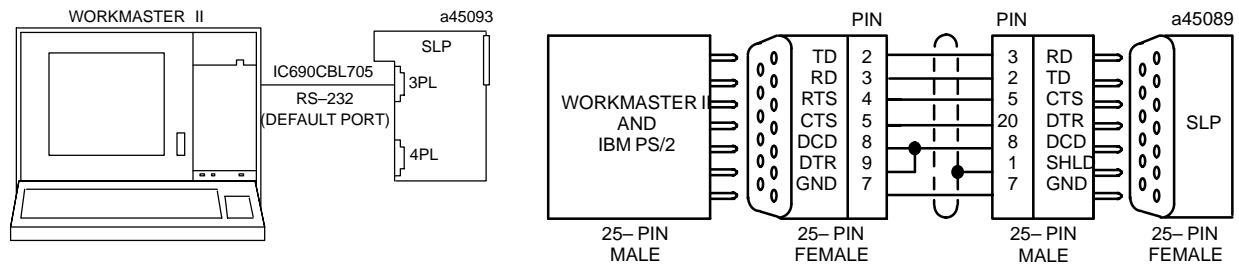 WORKMASTER II
a45093
SLP
IC690CBL705
3PL
RS–232
(DEFAULT PORT)
4PL
PIN PIN a45089
TD 2 3 RD
RD 3 2 TD
RTS 4 5 CTS
WORKMASTER II
AND
IBM PS/2
CTS 5 20 DTR
SLP
DCD 8 8 DCD
DTR 9 1 SHLD
GND 7 7 GND
25– PIN
MALE
25– PIN
FEMALE
25– PIN
MALE
25– PIN
FEMALE